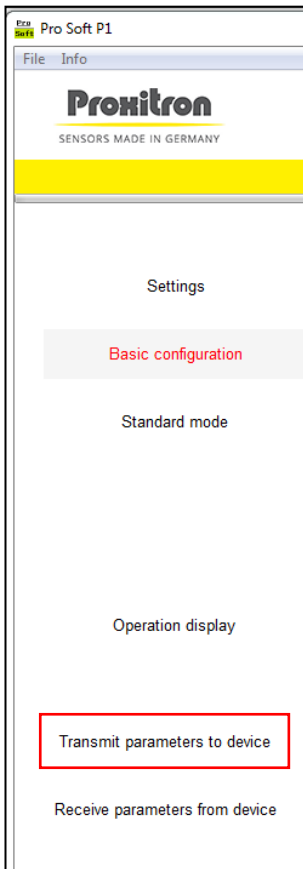 Pro
Soft
Pro Soft P1
File Info
Proxitron
SENSORS MADE IN GERMANY
Settings
Basic configuration
Standard mode
Operation display
Transmit parameters to device
Receive parameters from device